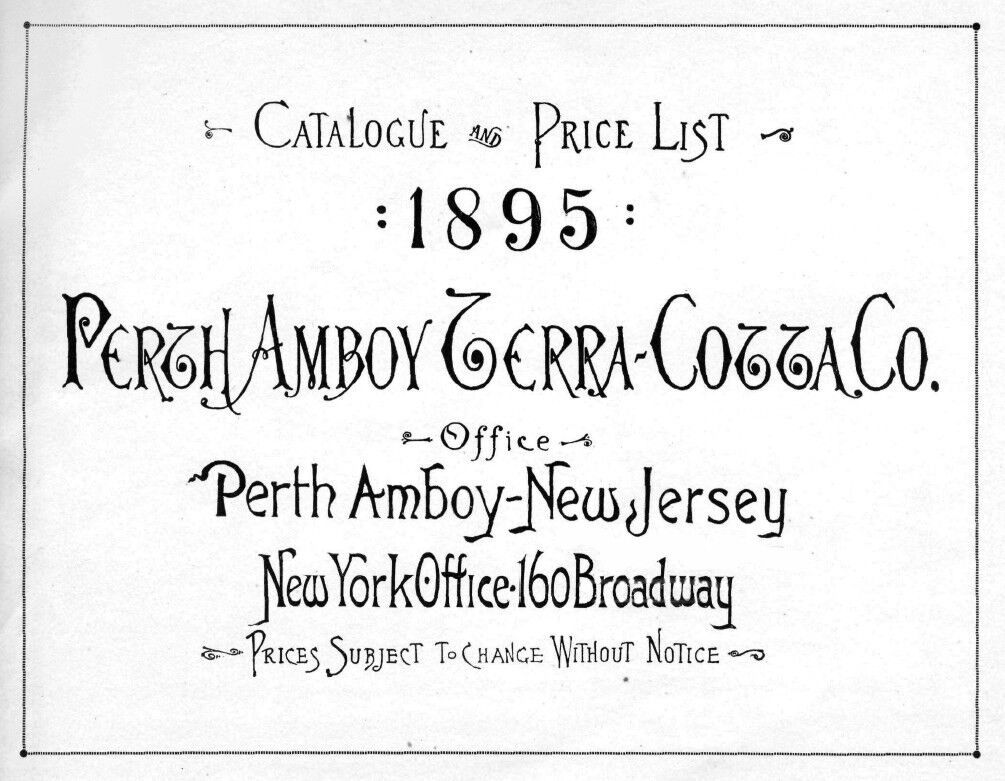 Catalogue and Price List
: 1895 :
Perth Amboy Terra-Cotta Co.
Office
Perth Amboy-New Jersey
New York Office·160 Broadway
Prices Subject To Change Without Notice